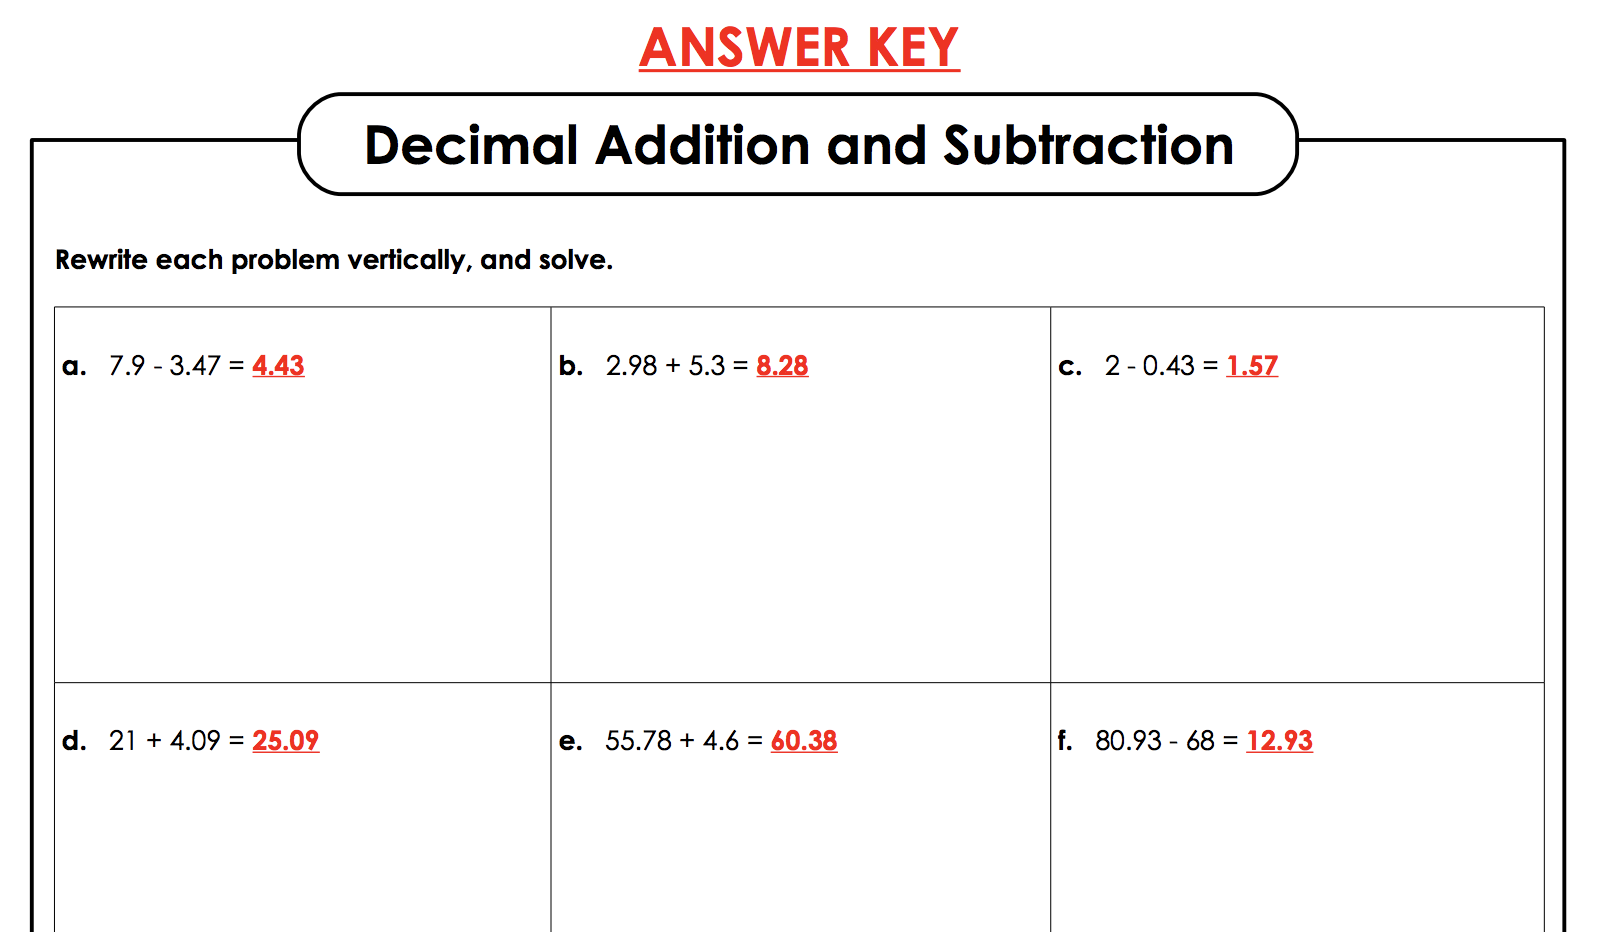 ANSWER KEY
Decimal Addition and Subtraction
Rewrite each problem vertically, and solve.
a. 7.9 - 3.47 = 4.43
b. 2.98 + 5.3 = 8.28
c. 2 - 0.43 = 1.57
d. 21 + 4.09 = 25.09
e. 55.78 + 4.6 = 60.38
f. 80.93 - 68 = 12.93